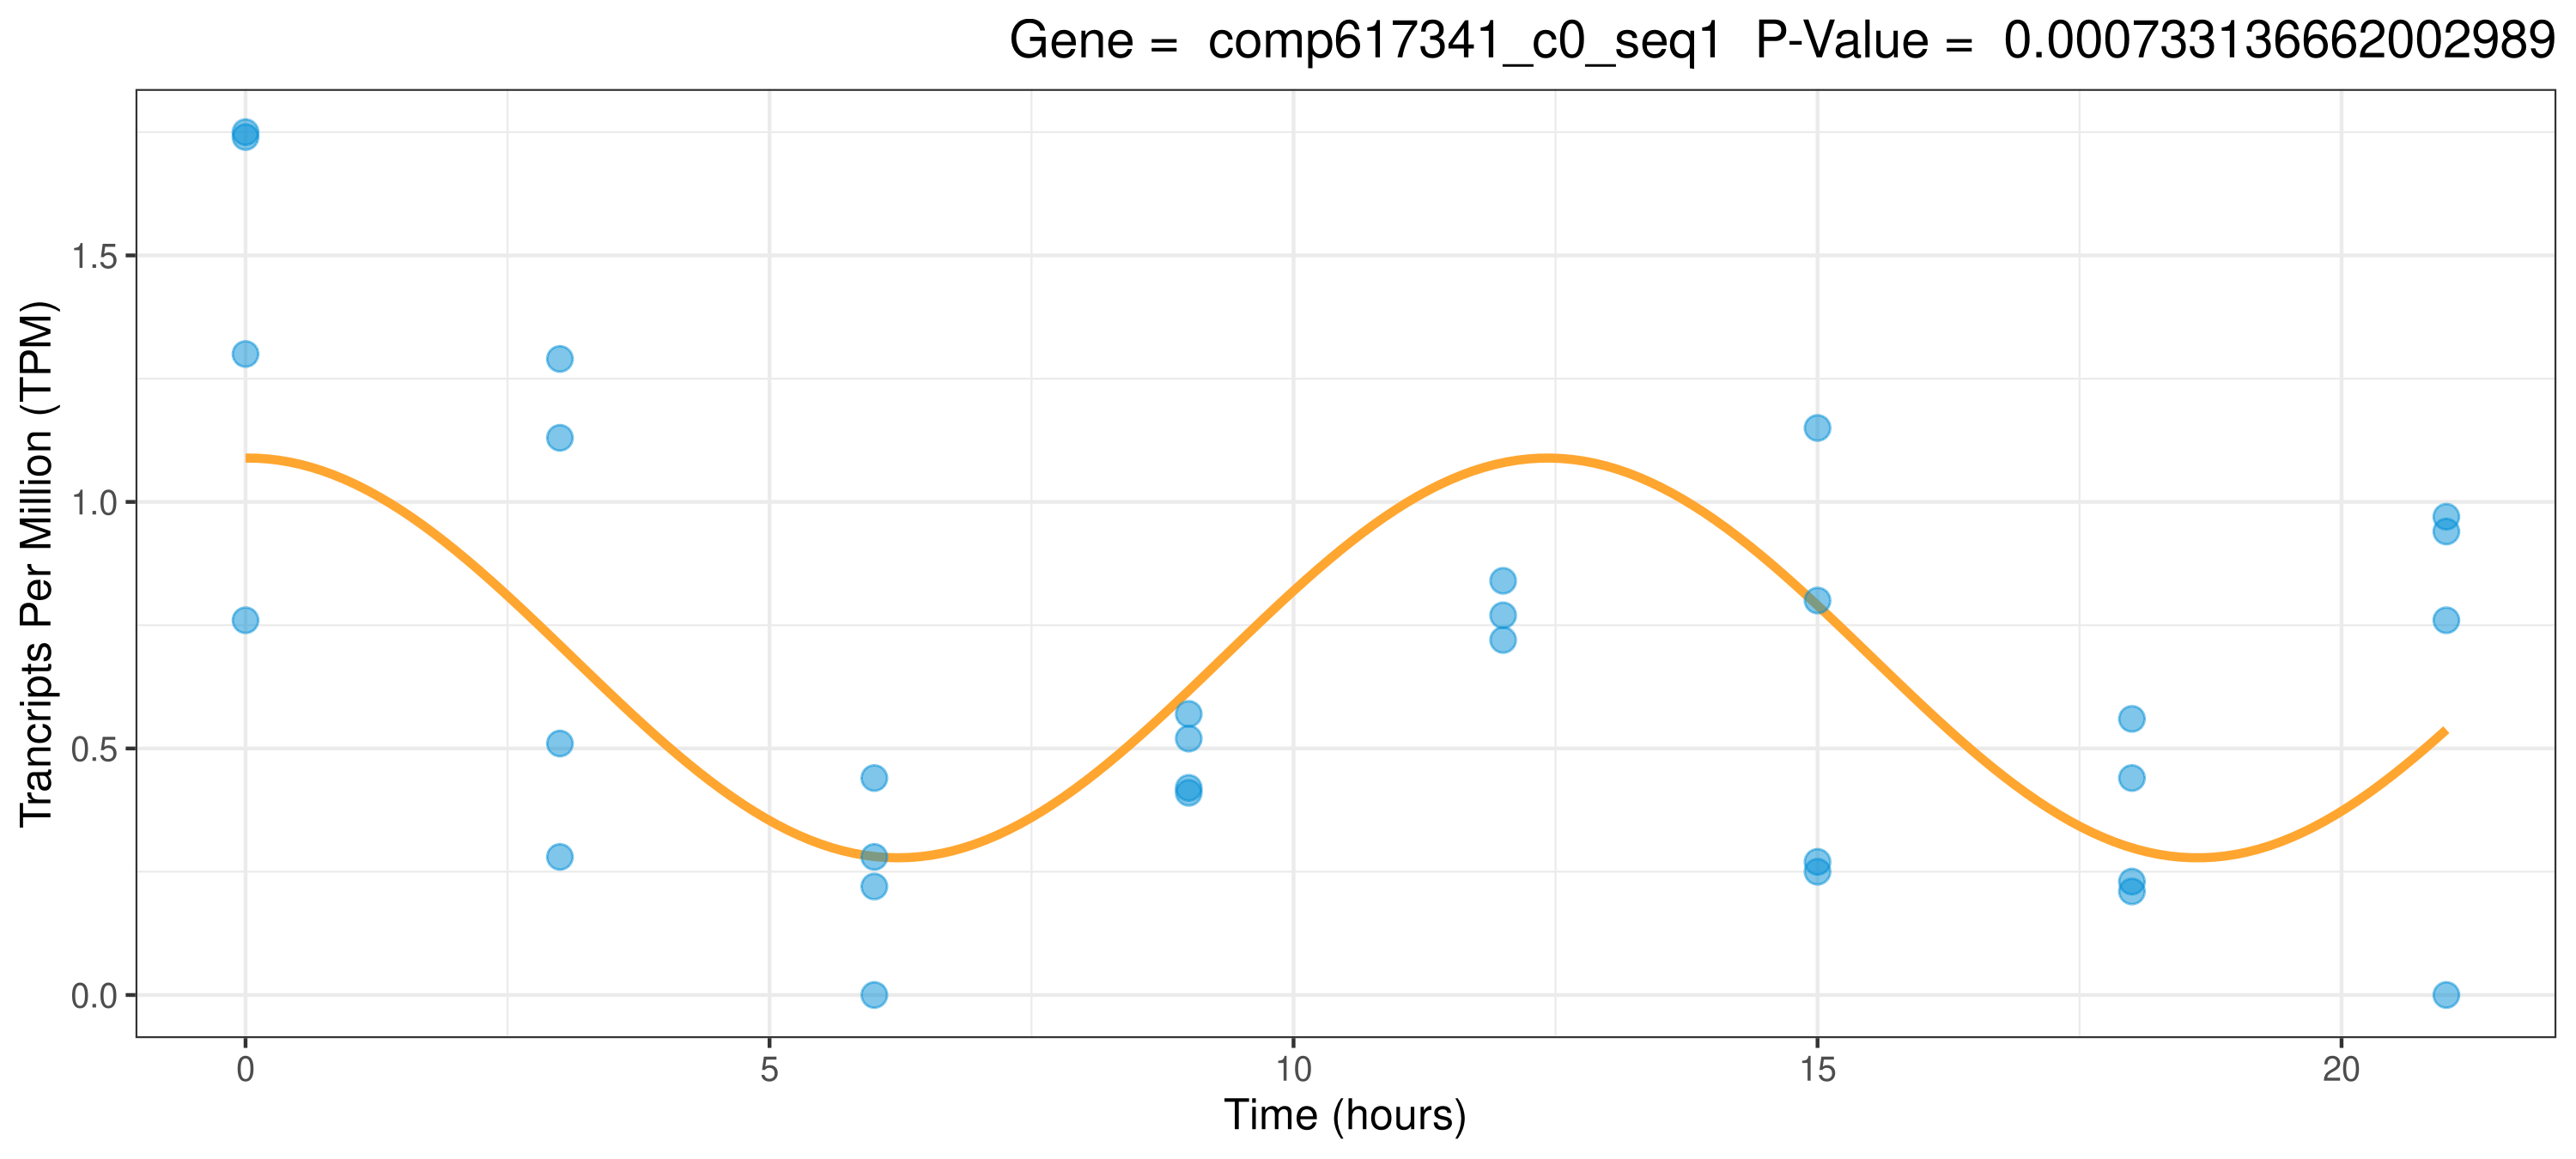 Gene =  comp617341_c0_seq1  P-Value =  0.000733136662002989
Trancripts Per Million (TPM)
1.5
1.0
0.5
0.0
0 5 10 15 20
Time (hours)